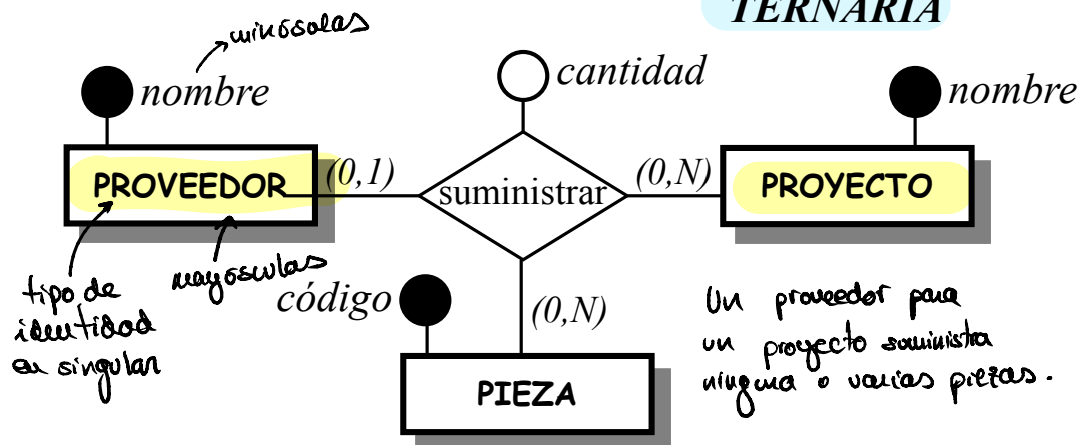 TERNARIA
minúsculas
nombre
cantidad
nombre
PROVEEDOR
(0,1)
suministrar
(0,N)
PROYECTO
tipo de
identidad
en singular
mayúsculas
código
(0,N)
PIEZA
Un proveedor para
un proyecto suministra
ninguna o varias piezas.